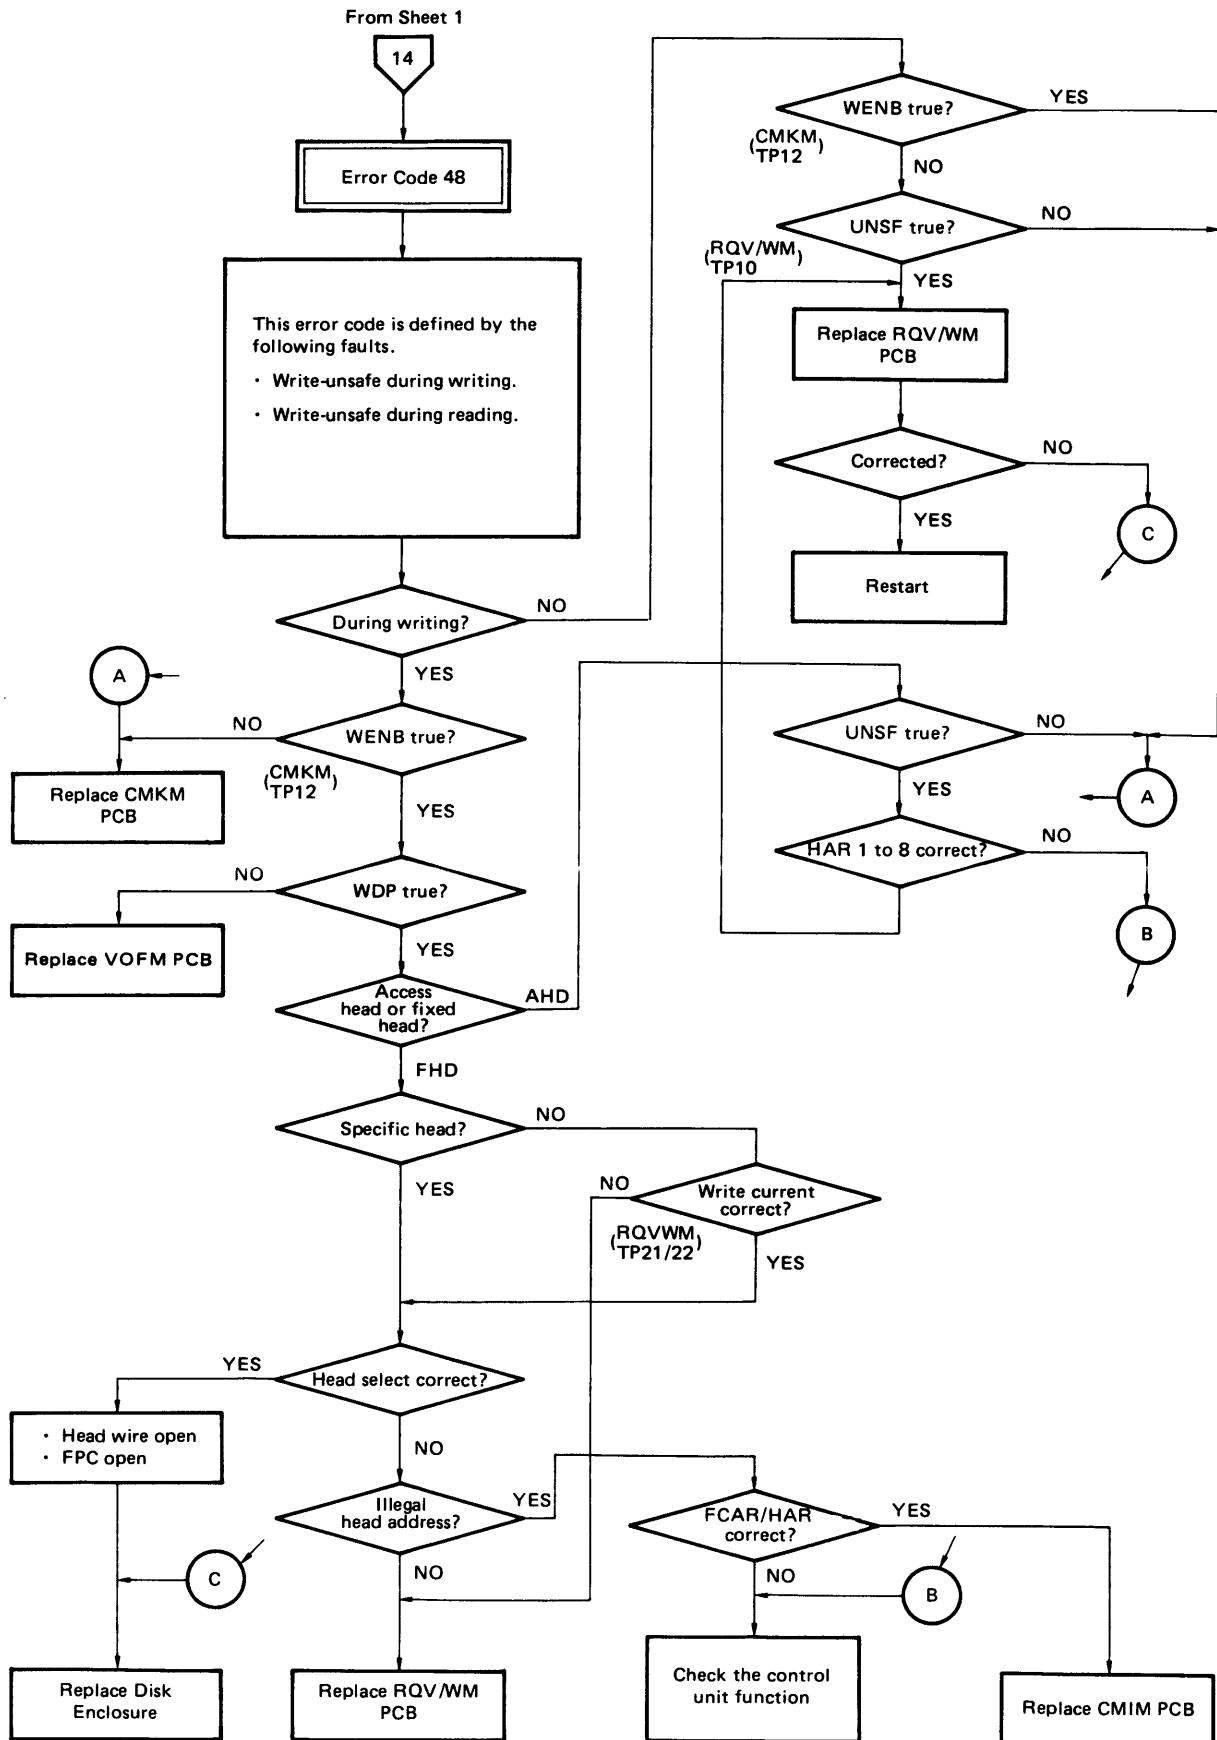 From Sheet 1
14
Error Code 48
This error code is defined by the
following faults.
· Write-unsafe during writing.
· Write-unsafe during reading.
During writing?
NO
YES
WENB true?
YES
(CMKM
TP12)
NO
UNSF true?
NO
(RQV/WM
TP10)
YES
Replace RQV/WM
PCB
Corrected?
NO
YES
C
Restart
A
NO
WENB true?
(CMKM
TP12)
YES
Replace CMKM
PCB
UNSF true?
NO
YES
A
HAR 1 to 8 correct?
NO
B
NO
WDP true?
YES
Replace VOFM PCB
Access
head or fixed
head?
AHD
FHD
Specific head?
NO
YES
NO
Write current
correct?
(RQVWM
TP21/22)
YES
YES
Head select correct?
NO
· Head wire open
· FPC open
Illegal
head address?
YES
NO
FCAR/HAR
correct?
YES
NO
C
B
Replace Disk
Enclosure
Replace RQV/WM
PCB
Check the control
unit function
Replace CMIM PCB